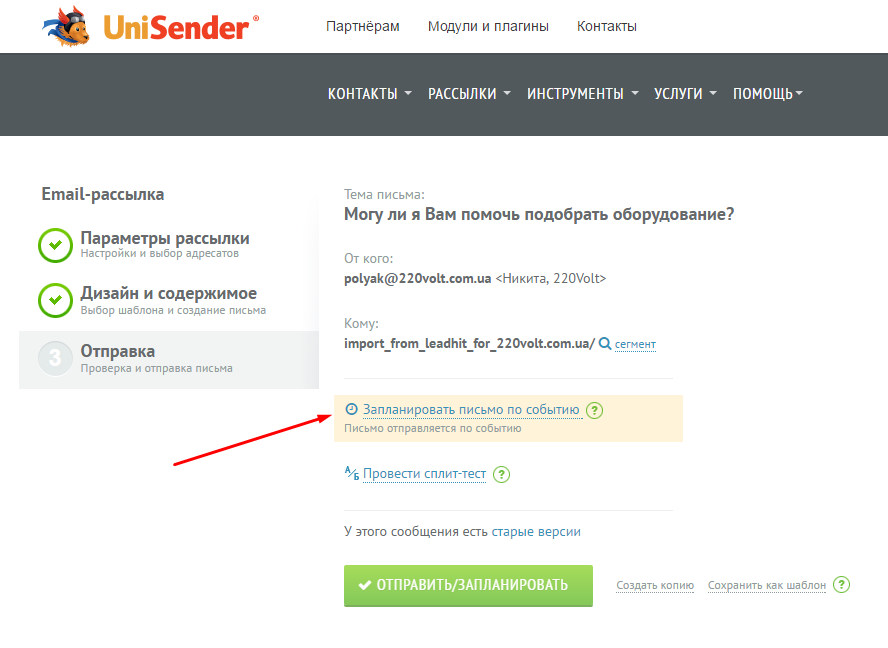 UniSender®
Партнёрам Модули и плагины Контакты
КОНТАКТЫ РАССЫЛКИ ИНСТРУМЕНТЫ УСЛУГИ ПОМОЩЬ
Email-рассылка
Параметры рассылки
Настройки и выбор адресатов
Дизайн и содержимое
Выбор шаблона и создание письма
3 Отправка
Проверка и отправка письма
Тема письма:
Могу ли я Вам помочь подобрать оборудование?
От кого:
polyak@220volt.com.ua <Никита, 220Volt>
Кому:
import_from_leadhit_for_220volt.com.ua/ сегмент
Запланировать письмо по событию ?
Письмо отправляется по событию
А/Б Провести сплит-тест ?
У этого сообщения есть старые версии
ОТПРАВИТЬ/ЗАПЛАНИРОВАТЬ Создать копию Сохранить как шаблон ?